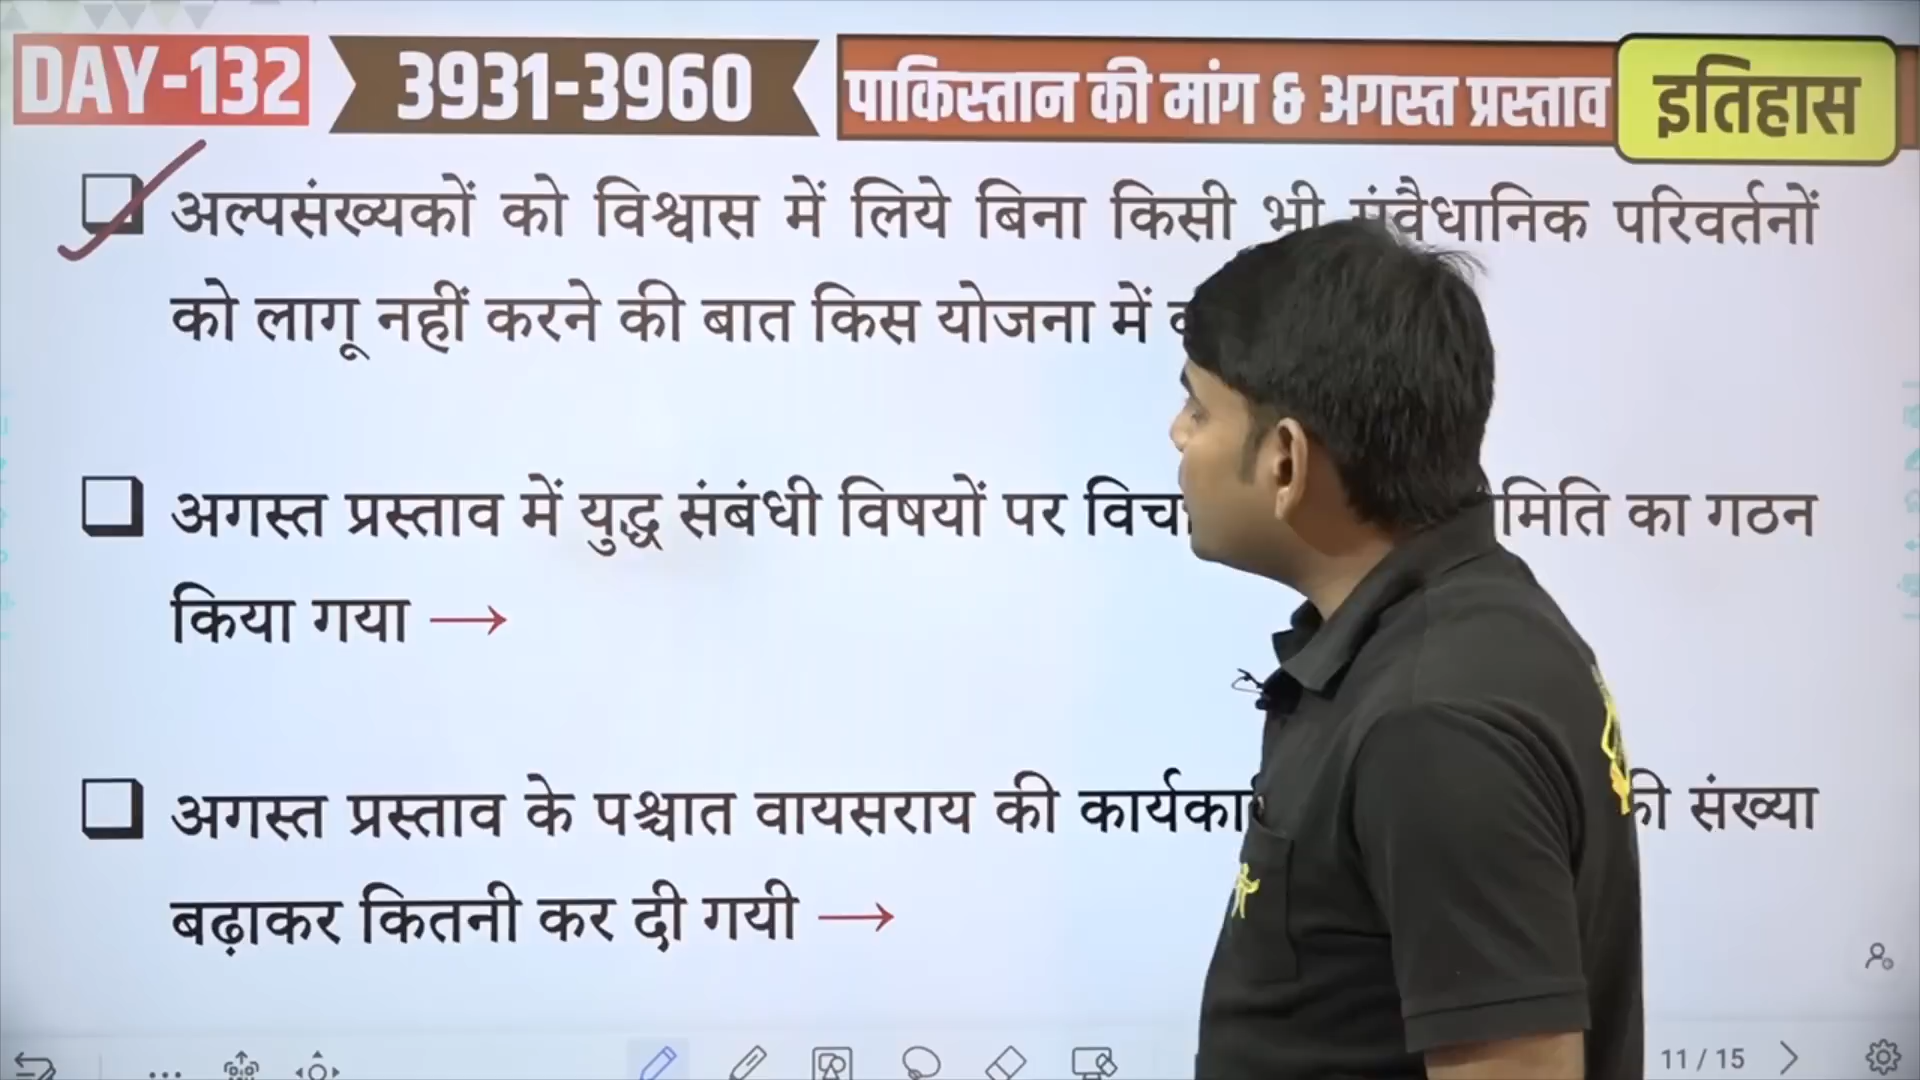 DAY-132
3931-3960
पाकिस्तान की मांग & अगस्त प्रस्ताव
इतिहास
अल्पसंख्यकों को विश्वास में लिये बिना किसी भी संवैधानिक परिवर्तनों
को लागू नहीं करने की बात किस योजना में
अगस्त प्रस्ताव में युद्ध संबंधी विषयों पर का गठन
किया गया →
अगस्त प्रस्ताव के पश्चात वायसराय की की संख्या
बढ़ाकर कितनी कर दी गयी →
11 / 15